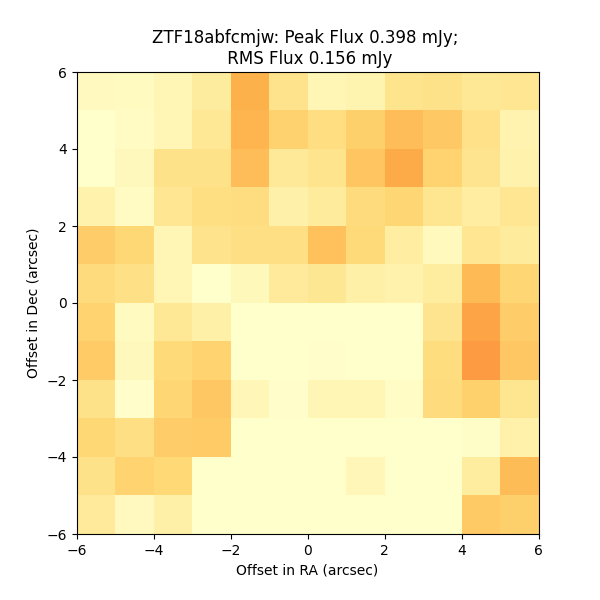 ZTF18abfcmjw: Peak Flux 0.398 mJy;
RMS Flux 0.156 mJy
6
4
2
0
−2
−4
−6
Offset in Dec (arcsec)
−6 −4 −2 0 2 4 6
Offset in RA (arcsec)